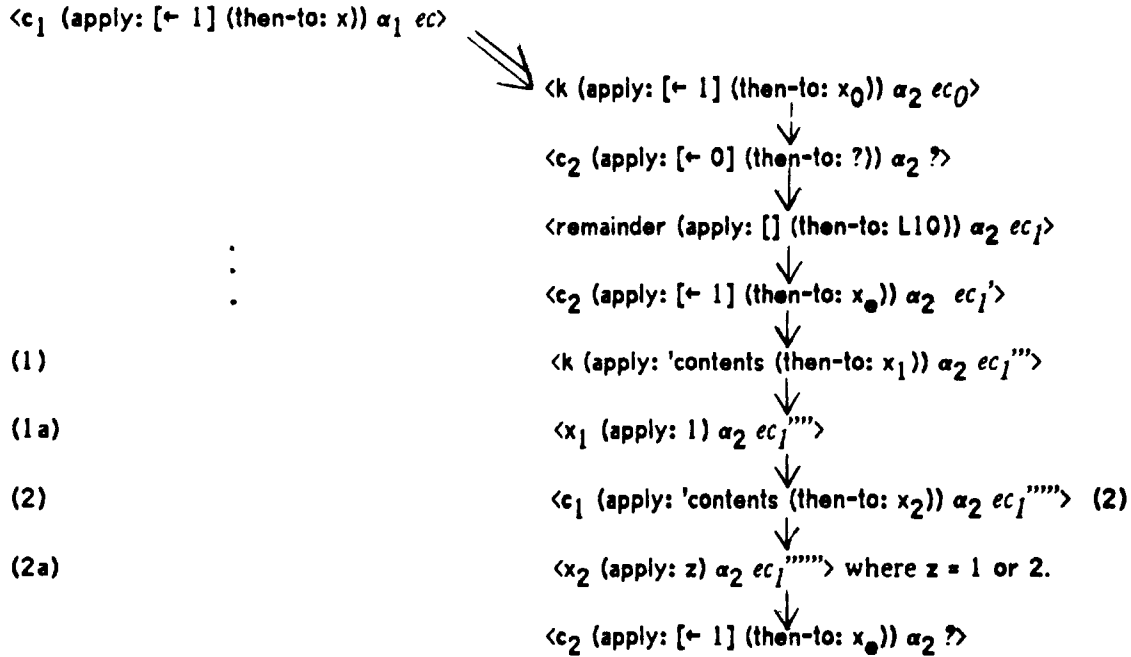 <c₁ (apply: [← 1] (then-to: x)) α₁ ec>
<k (apply: [← 1] (then-to: x₀)) α₂ ec₀>
<c₂ (apply: [← 0] (then-to: ?)) α₂ ?>
<remainder (apply: [] (then-to: L10)) α₂ ec₁>
<c₂ (apply: [← 1] (then-to: xₑ)) α₂ ec₁'>
(1) <k (apply: 'contents (then-to: x₁)) α₂ ec₁'''>
(1a) <x₁ (apply: 1) α₂ ec₁''''>
(2) <c₁ (apply: 'contents (then-to: x₂)) α₂ ec₁'''''> (2)
(2a) <x₂ (apply: z) α₂ ec₁''''''> where z = 1 or 2.
<c₂ (apply: [← 1] (then-to: xₑ)) α₂ ?>